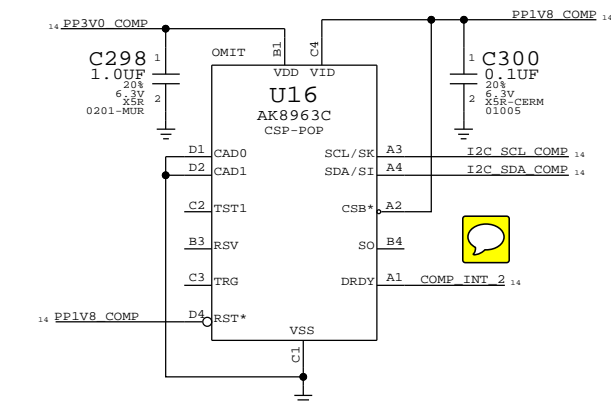 14 PP3V0_COMP
PP1V8_COMP 14
B1
C4
OMIT
C298 1
1.0UF
20%
6.3V 2
X5R
0201-MUR
VDD VID
U16
AK8963C
CSP-POP
1 C300
0.1UF
20%
2 6.3V
X5R-CERM
01005
D1 CAD0
SCL/SK A3 I2C_SCL_COMP 14
D2 CAD1
SDA/SI A4 I2C_SDA_COMP 14
C2 TST1
CSB* A2
B3 RSV
SO B4
C3 TRG
DRDY A1 COMP_INT_2 14
14 PP1V8_COMP D4 RST*
VSS
C1